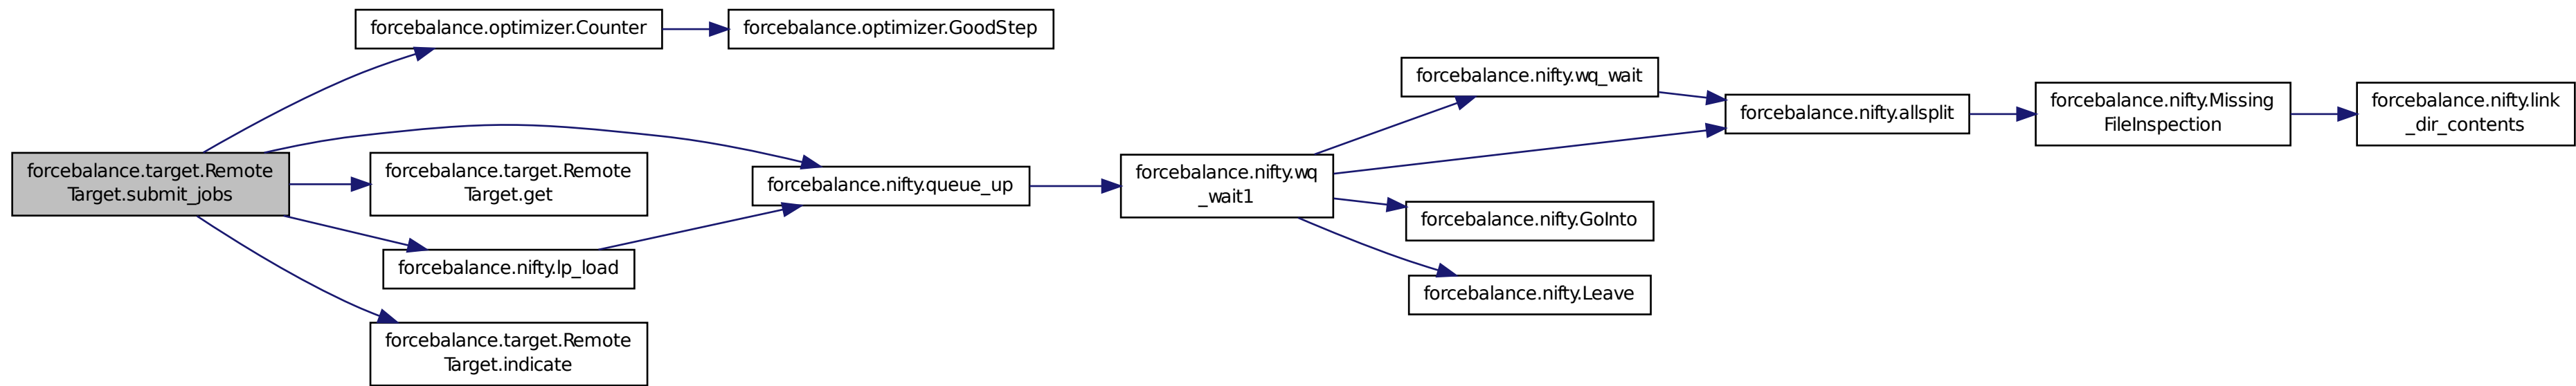 forcebalance.target.Remote
Target.submit_jobs
forcebalance.optimizer.Counter
forcebalance.optimizer.GoodStep
forcebalance.target.Remote
Target.get
forcebalance.nifty.lp_load
forcebalance.target.Remote
Target.indicate
forcebalance.nifty.queue_up
forcebalance.nifty.wq
_wait1
forcebalance.nifty.wq_wait
forcebalance.nifty.allsplit
forcebalance.nifty.GoInto
forcebalance.nifty.Leave
forcebalance.nifty.Missing
FileInspection
forcebalance.nifty.link
_dir_contents